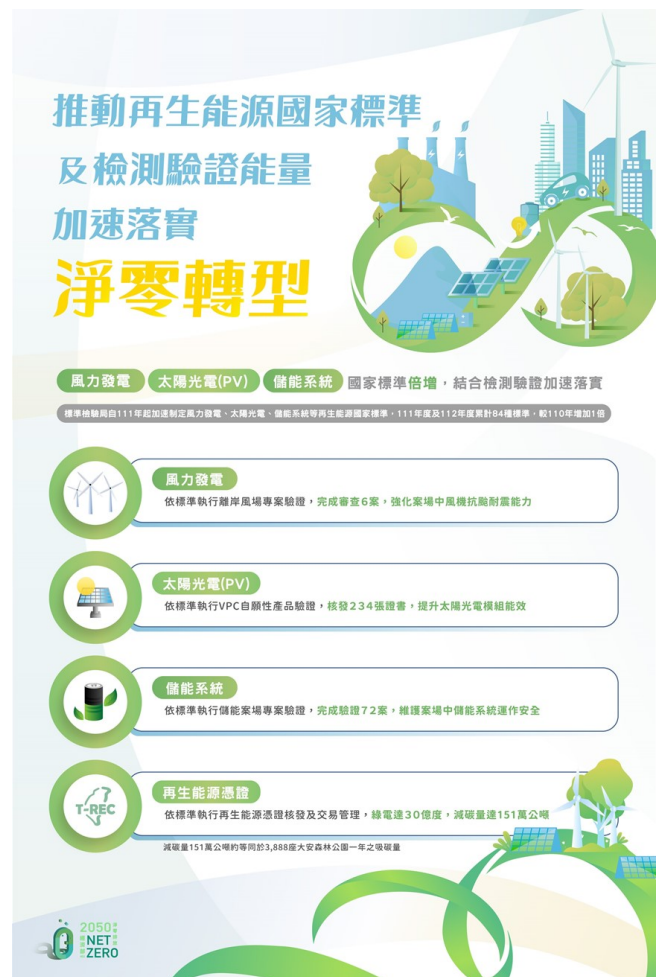 推動再生能源國家標準
及檢測驗證能量
加速落實
淨零轉型
風力發電 太陽光電(PV) 儲能系統 國家標準倍增，結合檢測驗證加速落實
標準檢驗局自111年起加速制定風力發電、太陽光電、儲能系統等再生能源國家標準，111年度及112年度累計84種標準，較110年增加1倍
風力發電
依標準執行離岸風場專案驗證，完成審查6案，強化案場中風機抗颱耐震能力
太陽光電(PV)
依標準執行VPC自願性產品驗證，核發234張證書，提升太陽光電模組能效
儲能系統
依標準執行儲能案場專案驗證，完成驗證72案，維護案場中儲能系統運作安全
T-REC
再生能源憑證
依標準執行再生能源憑證核發及交易管理，綠電達30億度，減碳量達151萬公噸
減碳量151萬公噸約等同於3,888座大安森林公園一年之吸碳量
2050
NET
ZERO